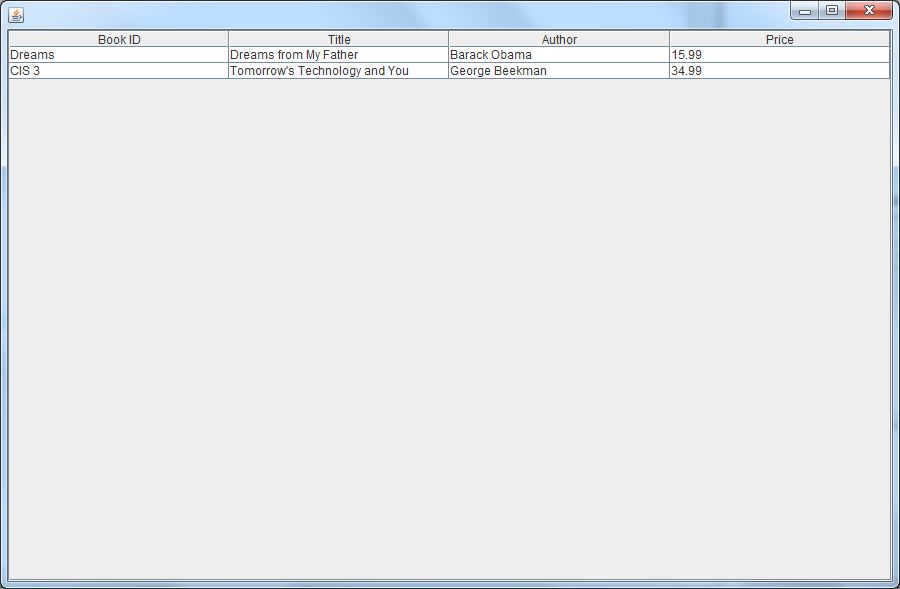 Book ID Title Author Price
Dreams Dreams from My Father Barack Obama 15.99
CIS 3 Tomorrow's Technology and You George Beekman 34.99